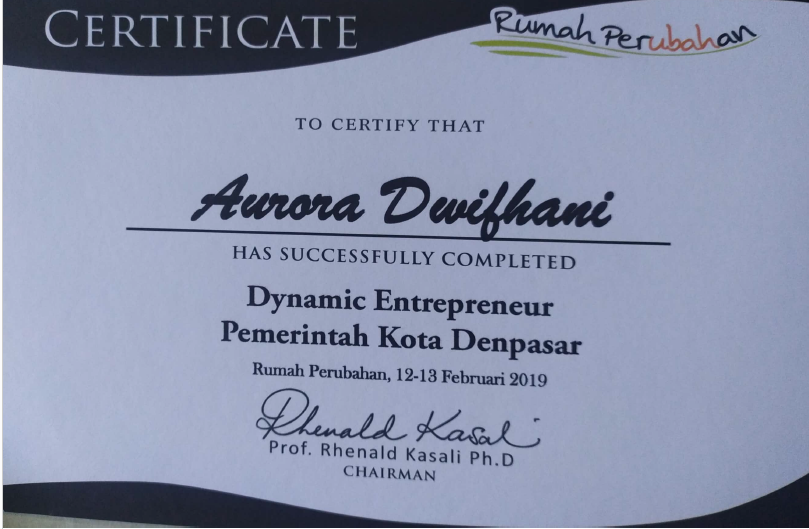 CERTIFICATE
Rumah Perubahan
TO CERTIFY THAT
Aurora Dwifhani
HAS SUCCESSFULLY COMPLETED
Dynamic Entrepreneur
Pemerintah Kota Denpasar
Rumah Perubahan, 12-13 Februari 2019
Rhenald Kasali
Prof. Rhenald Kasali Ph.D
CHAIRMAN